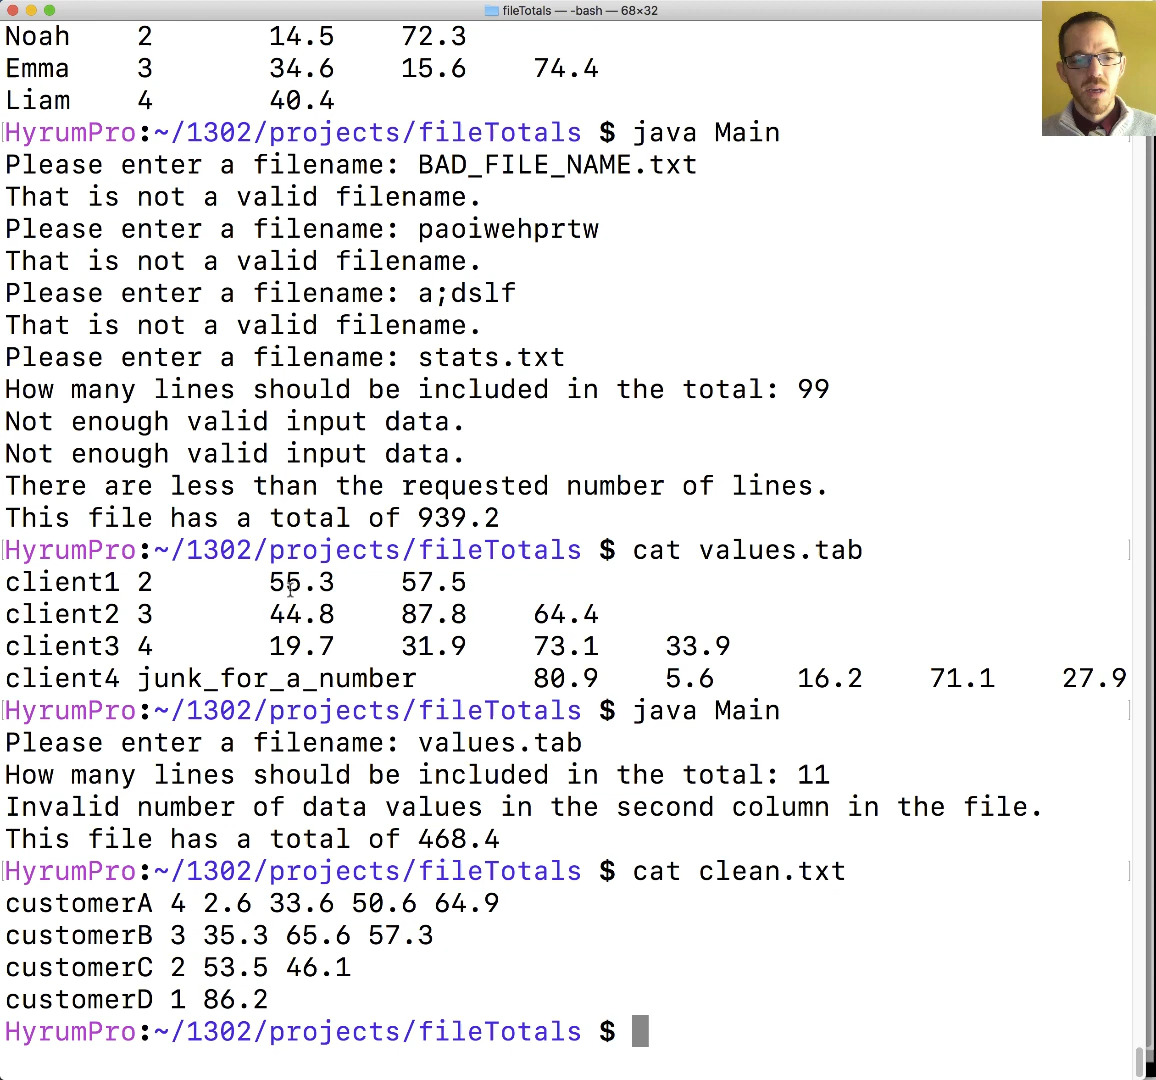 fileTotals — -bash — 68×32
Noah 2 14.5 72.3
Emma 3 34.6 15.6 74.4
Liam 4 40.4
HyrumPro:~/1302/projects/fileTotals $ java Main
Please enter a filename: BAD_FILE_NAME.txt
That is not a valid filename.
Please enter a filename: paoiwehprtw
That is not a valid filename.
Please enter a filename: a;dslf
That is not a valid filename.
Please enter a filename: stats.txt
How many lines should be included in the total: 99
Not enough valid input data.
Not enough valid input data.
There are less than the requested number of lines.
This file has a total of 939.2
HyrumPro:~/1302/projects/fileTotals $ cat values.tab
client1 2 55.3 57.5
client2 3 44.8 87.8 64.4
client3 4 19.7 31.9 73.1 33.9
client4 junk_for_a_number 80.9 5.6 16.2 71.1 27.9
HyrumPro:~/1302/projects/fileTotals $ java Main
Please enter a filename: values.tab
How many lines should be included in the total: 11
Invalid number of data values in the second column in the file.
This file has a total of 468.4
HyrumPro:~/1302/projects/fileTotals $ cat clean.txt
customerA 4 2.6 33.6 50.6 64.9
customerB 3 35.3 65.6 57.3
customerC 2 53.5 46.1
customerD 1 86.2
HyrumPro:~/1302/projects/fileTotals $